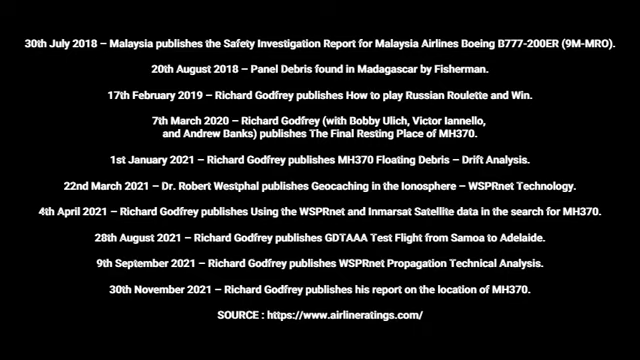 30th July 2018 – Malaysia publishes the Safety Investigation Report for Malaysia Airlines Boeing B777-200ER (9M-MRO).
20th August 2018 – Panel Debris found in Madagascar by Fisherman.
17th February 2019 – Richard Godfrey publishes How to play Russian Roulette and Win.
7th March 2020 – Richard Godfrey (with Bobby Ulich, Victor Iannello,
and Andrew Banks) publishes The Final Resting Place of MH370.
1st January 2021 – Richard Godfrey publishes MH370 Floating Debris – Drift Analysis.
22nd March 2021 – Dr. Robert Westphal publishes Geocaching in the Ionosphere – WSPRnet Technology.
4th April 2021 – Richard Godfrey publishes Using the WSPRnet and Inmarsat Satellite data in the search for MH370.
28th August 2021 – Richard Godfrey publishes GDTAAA Test Flight from Samoa to Adelaide.
9th September 2021 – Richard Godfrey publishes WSPRnet Propagation Technical Analysis.
30th November 2021 – Richard Godfrey publishes his report on the location of MH370.
SOURCE : https://www.airlineratings.com/